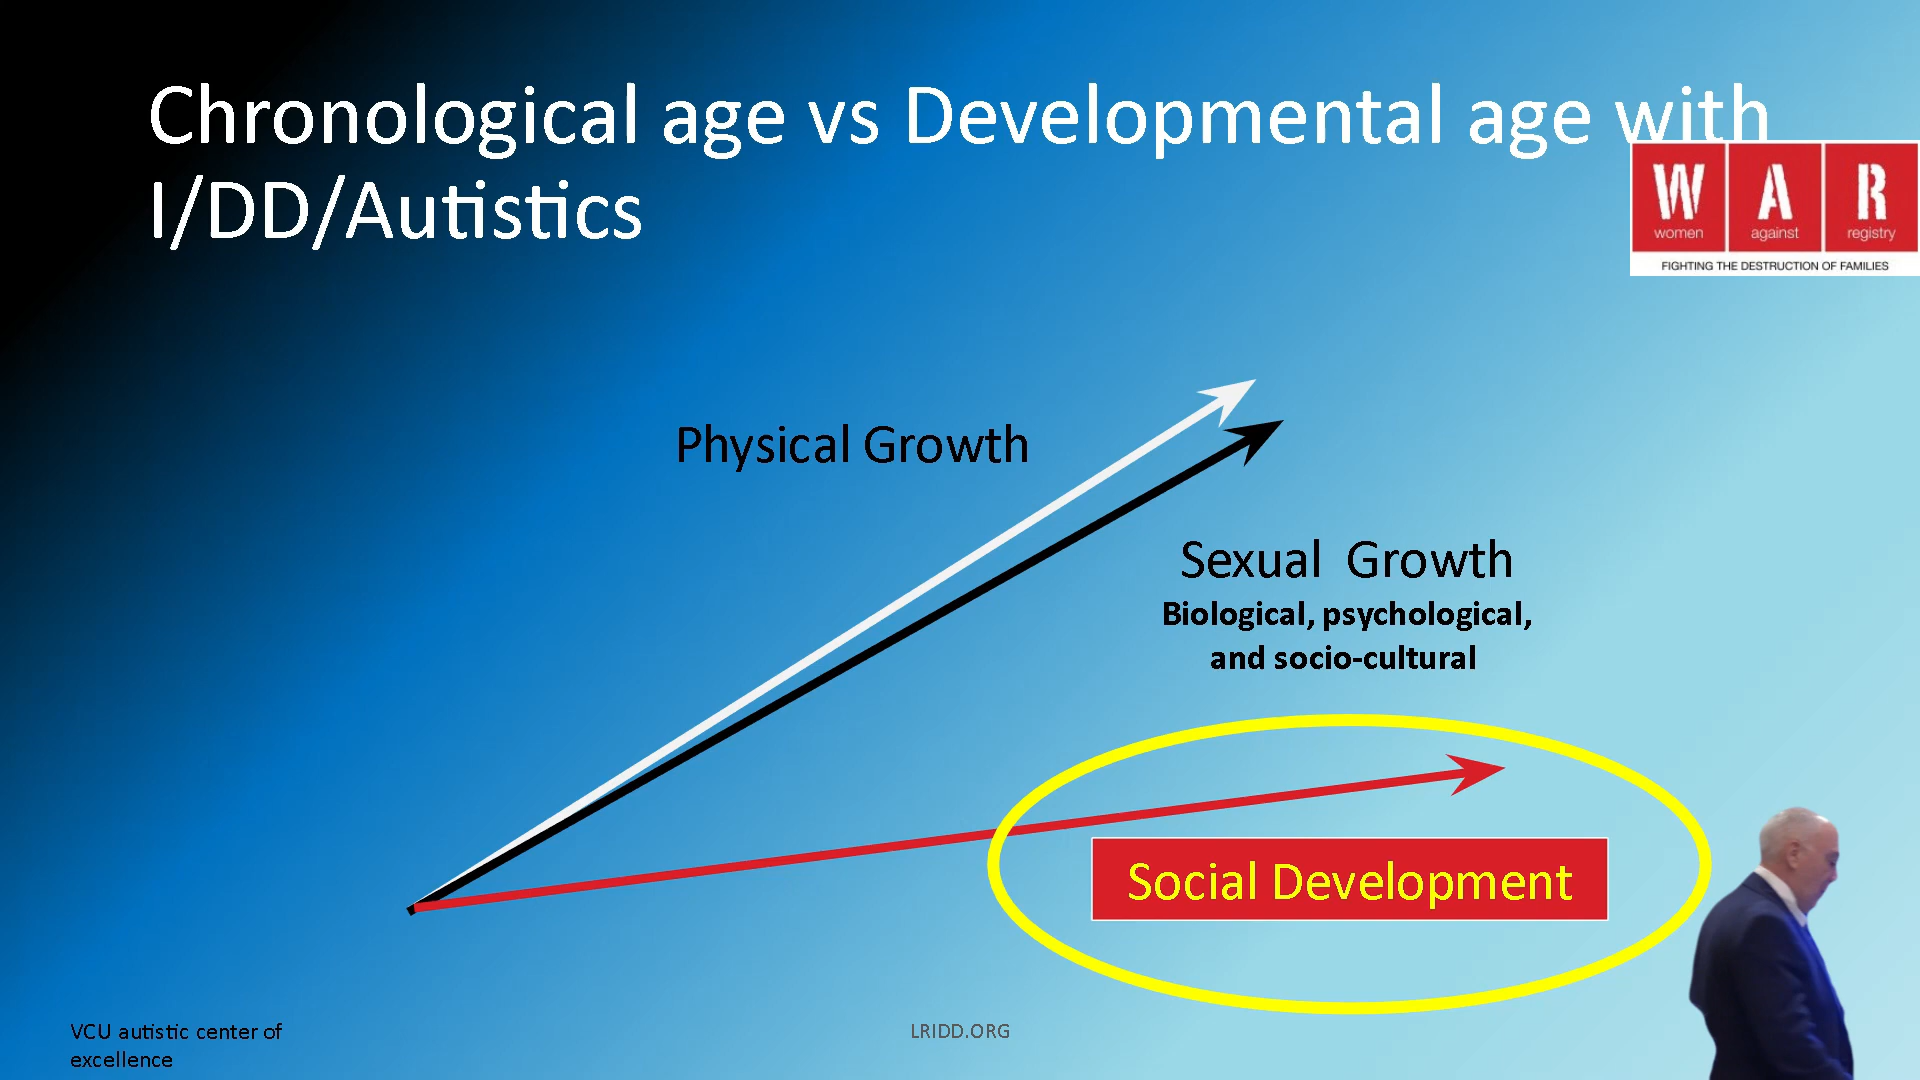 Chronological age vs Developmental age with
I/DD/Autistics
W A R
women against registry
FIGHTING THE DESTRUCTION OF FAMILIES
Physical Growth
Sexual Growth
Biological, psychological,
and socio-cultural
Social Development
VCU autistic center of
excellence
LRIDD.ORG